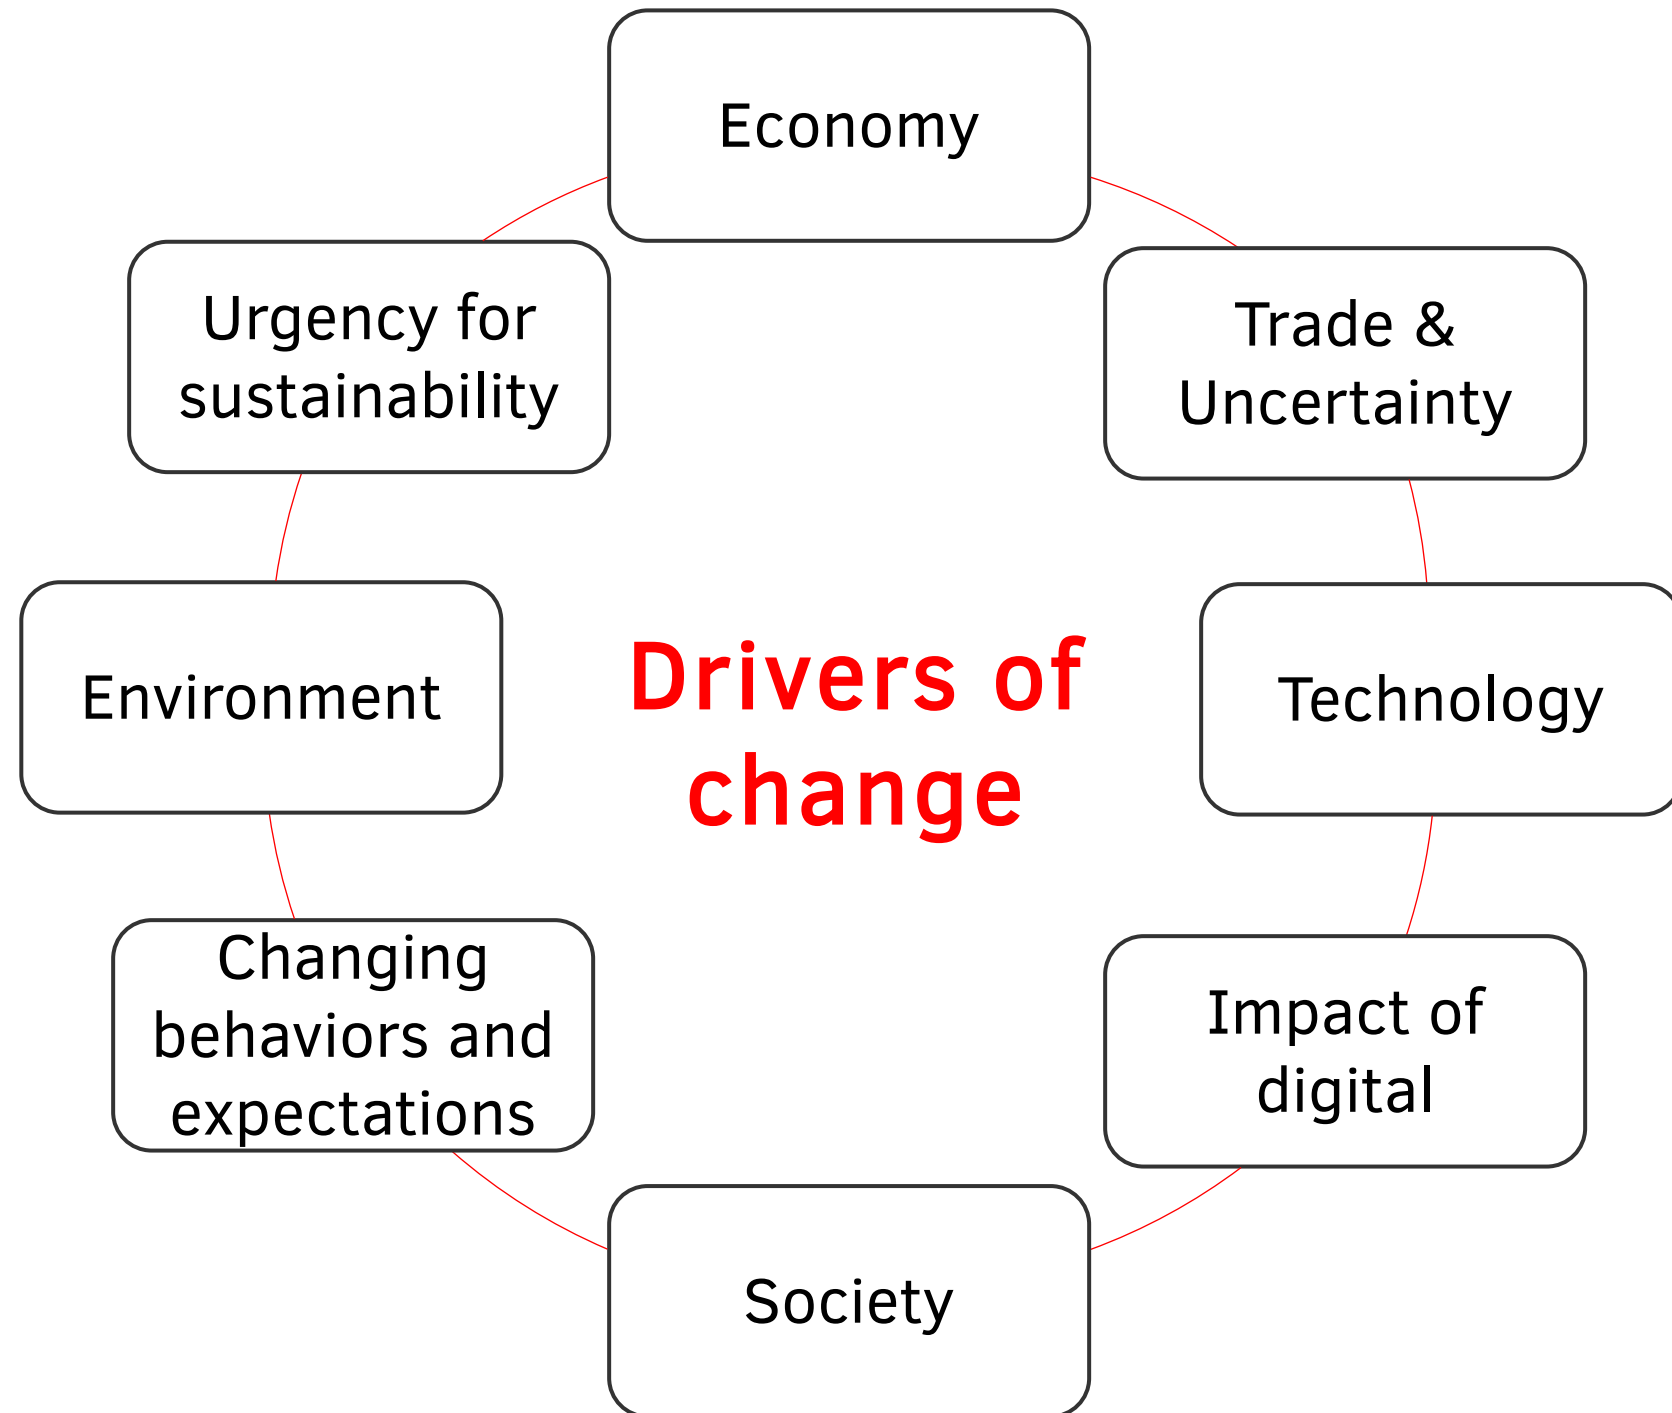 Economy
Trade &
Uncertainty
Technology
Impact of
digital
Society
Changing
behaviors and
expectations
Environment
Urgency for
sustainability
Drivers of
change